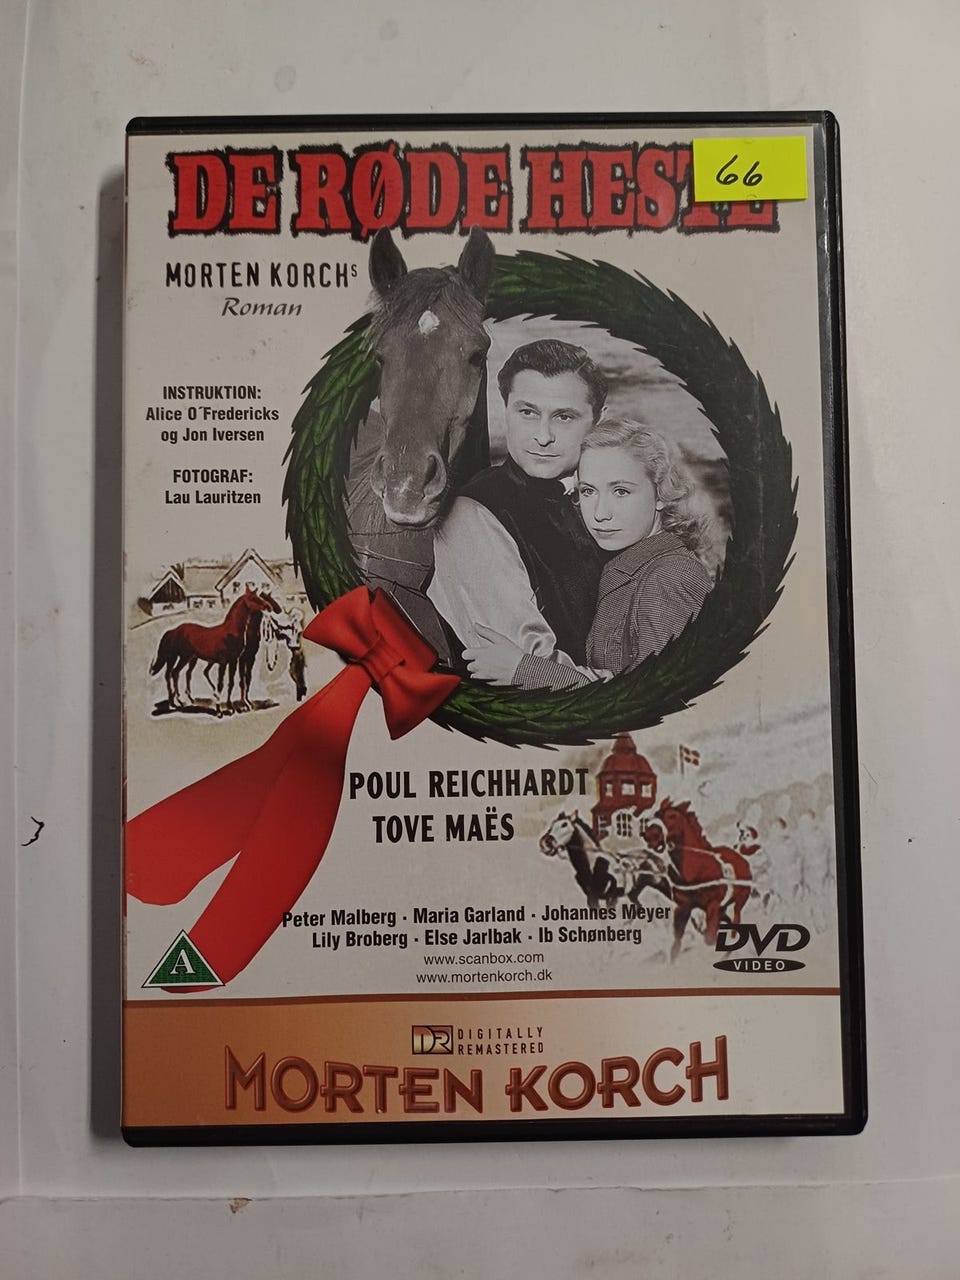 DE RØDE HESTE
66
MORTEN KORCHs
Roman
INSTRUKTION:
Alice O´Fredericks
og Jon Iversen
FOTOGRAF:
Lau Lauritzen
POUL REICHHARDT
TOVE MAËS
Peter Malberg · Maria Garland · Johannes Meyer
Lily Broberg · Else Jarlbak · Ib Schønberg
www.scanbox.com
www.mortenkorch.dk
A
DVD
VIDEO
DR DIGITALLY
REMASTERED
MORTEN KORCH